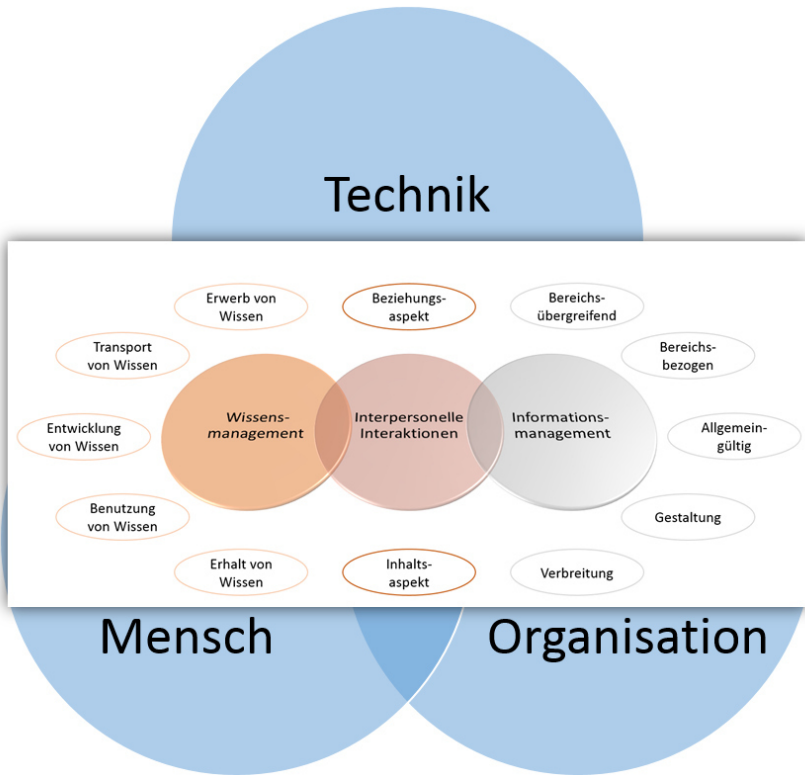 Technik
Erwerb von
Wissen
Beziehungs-
aspekt
Bereichs-
übergreifend
Transport
von Wissen
Bereichs-
bezogen
Wissens-
management
Interpersonelle
Interaktionen
Informations-
management
Entwicklung
von Wissen
Allgemein-
gültig
Benutzung
von Wissen
Gestaltung
Erhalt von
Wissen
Inhalts-
aspekt
Verbreitung
Mensch
Organisation